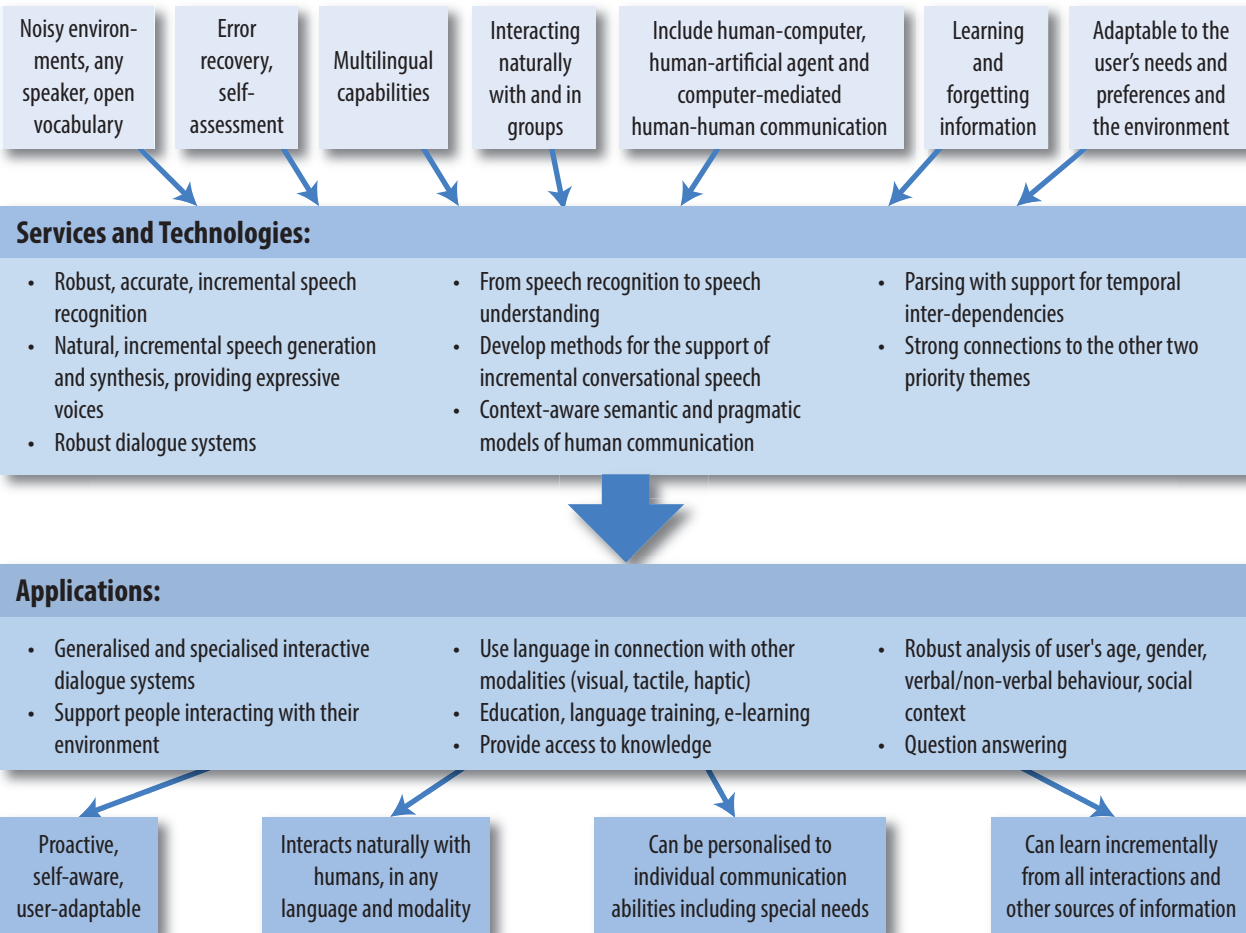 Noisy environ-
ments, any
speaker, open
vocabulary
Error
recovery,
self-
assessment
Multilingual
capabilities
Interacting
naturally
with and in
groups
Include human-computer,
human-artificial agent and
computer-mediated
human-human communication
Learning
and
forgetting
information
Adaptable to the
user’s needs and
preferences and
the environment
Services and Technologies:
• Robust, accurate, incremental speech
recognition
• Natural, incremental speech generation
and synthesis, providing expressive
voices
• Robust dialogue systems
• From speech recognition to speech
understanding
• Develop methods for the support of
incremental conversational speech
• Context-aware semantic and pragmatic
models of human communication
• Parsing with support for temporal
inter-dependencies
• Strong connections to the other two
priority themes
Applications:
• Generalised and specialised interactive
dialogue systems
• Support people interacting with their
environment
• Use language in connection with other
modalities (visual, tactile, haptic)
• Education, language training, e-learning
• Provide access to knowledge
• Robust analysis of user's age, gender,
verbal/non-verbal behaviour, social
context
• Question answering
Proactive,
self-aware,
user-adaptable
Interacts naturally with
humans, in any
language and modality
Can be personalised to
individual communication
abilities including special needs
Can learn incrementally
from all interactions and
other sources of information